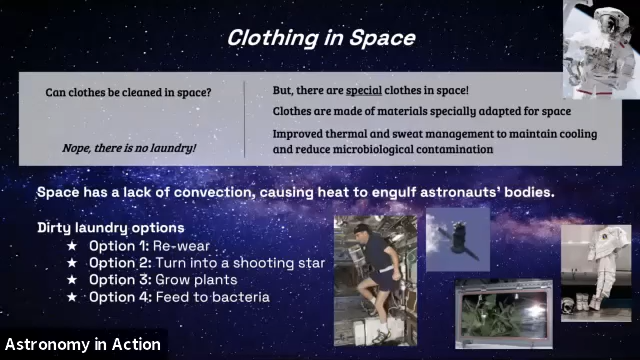 Clothing in Space
Can clothes be cleaned in space?
Nope, there is no laundry!
But, there are special clothes in space!
Clothes are made of materials specially adapted for space
Improved thermal and sweat management to maintain cooling
and reduce microbiological contamination
Space has a lack of convection, causing heat to engulf astronauts' bodies.
Dirty laundry options
★ Option 1: Re-wear
★ Option 2: Turn into a shooting star
★ Option 3: Grow plants
★ Option 4: Feed to bacteria
Astronomy in Action